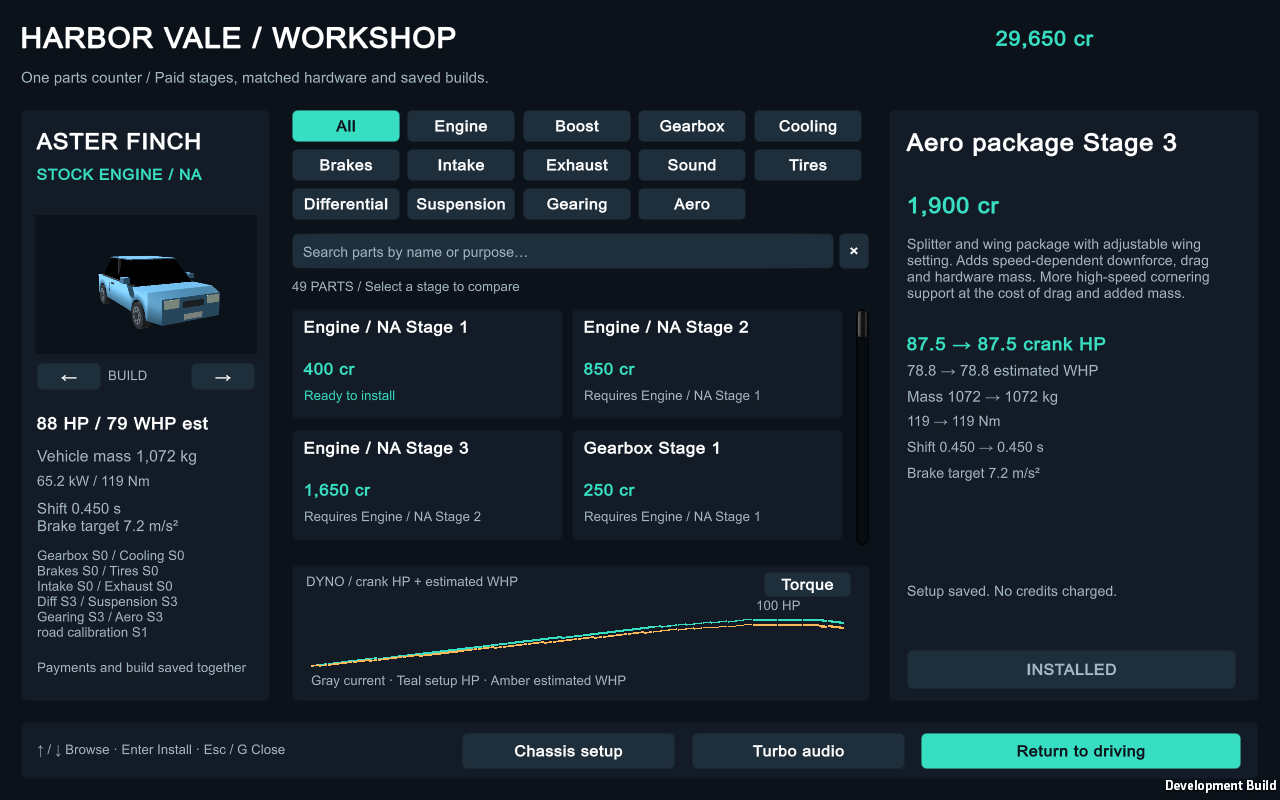 HARBOR VALE / WORKSHOP
29,650 cr
One parts counter / Paid stages, matched hardware and saved builds.
ASTER FINCH
STOCK ENGINE / NA
← BUILD →
88 HP / 79 WHP est
Vehicle mass 1,072 kg
65.2 kW / 119 Nm
Shift 0.450 s
Brake target 7.2 m/s²
Gearbox S0 / Cooling S0
Brakes S0 / Tires S0
Intake S0 / Exhaust S0
Diff S3 / Suspension S3
Gearing S3 / Aero S3
road calibration S1
Payments and build saved together
All Engine Boost Gearbox Cooling
Brakes Intake Exhaust Sound Tires
Differential Suspension Gearing Aero
Search parts by name or purpose… ×
49 PARTS / Select a stage to compare
Engine / NA Stage 1
400 cr
Ready to install
Engine / NA Stage 2
850 cr
Requires Engine / NA Stage 1
Engine / NA Stage 3
1,650 cr
Requires Engine / NA Stage 2
Gearbox Stage 1
250 cr
Requires Engine / NA Stage 1
DYNO / crank HP + estimated WHP
Torque
100 HP
Gray current · Teal setup HP · Amber estimated WHP
Aero package Stage 3
1,900 cr
Splitter and wing package with adjustable wing
setting. Adds speed-dependent downforce, drag
and hardware mass. More high-speed cornering
support at the cost of drag and added mass.
87.5 → 87.5 crank HP
78.8 → 78.8 estimated WHP
Mass 1072 → 1072 kg
119 → 119 Nm
Shift 0.450 → 0.450 s
Brake target 7.2 m/s²
Setup saved. No credits charged.
INSTALLED
↑ / ↓ Browse · Enter Install · Esc / G Close
Chassis setup
Turbo audio
Return to driving
Development Build